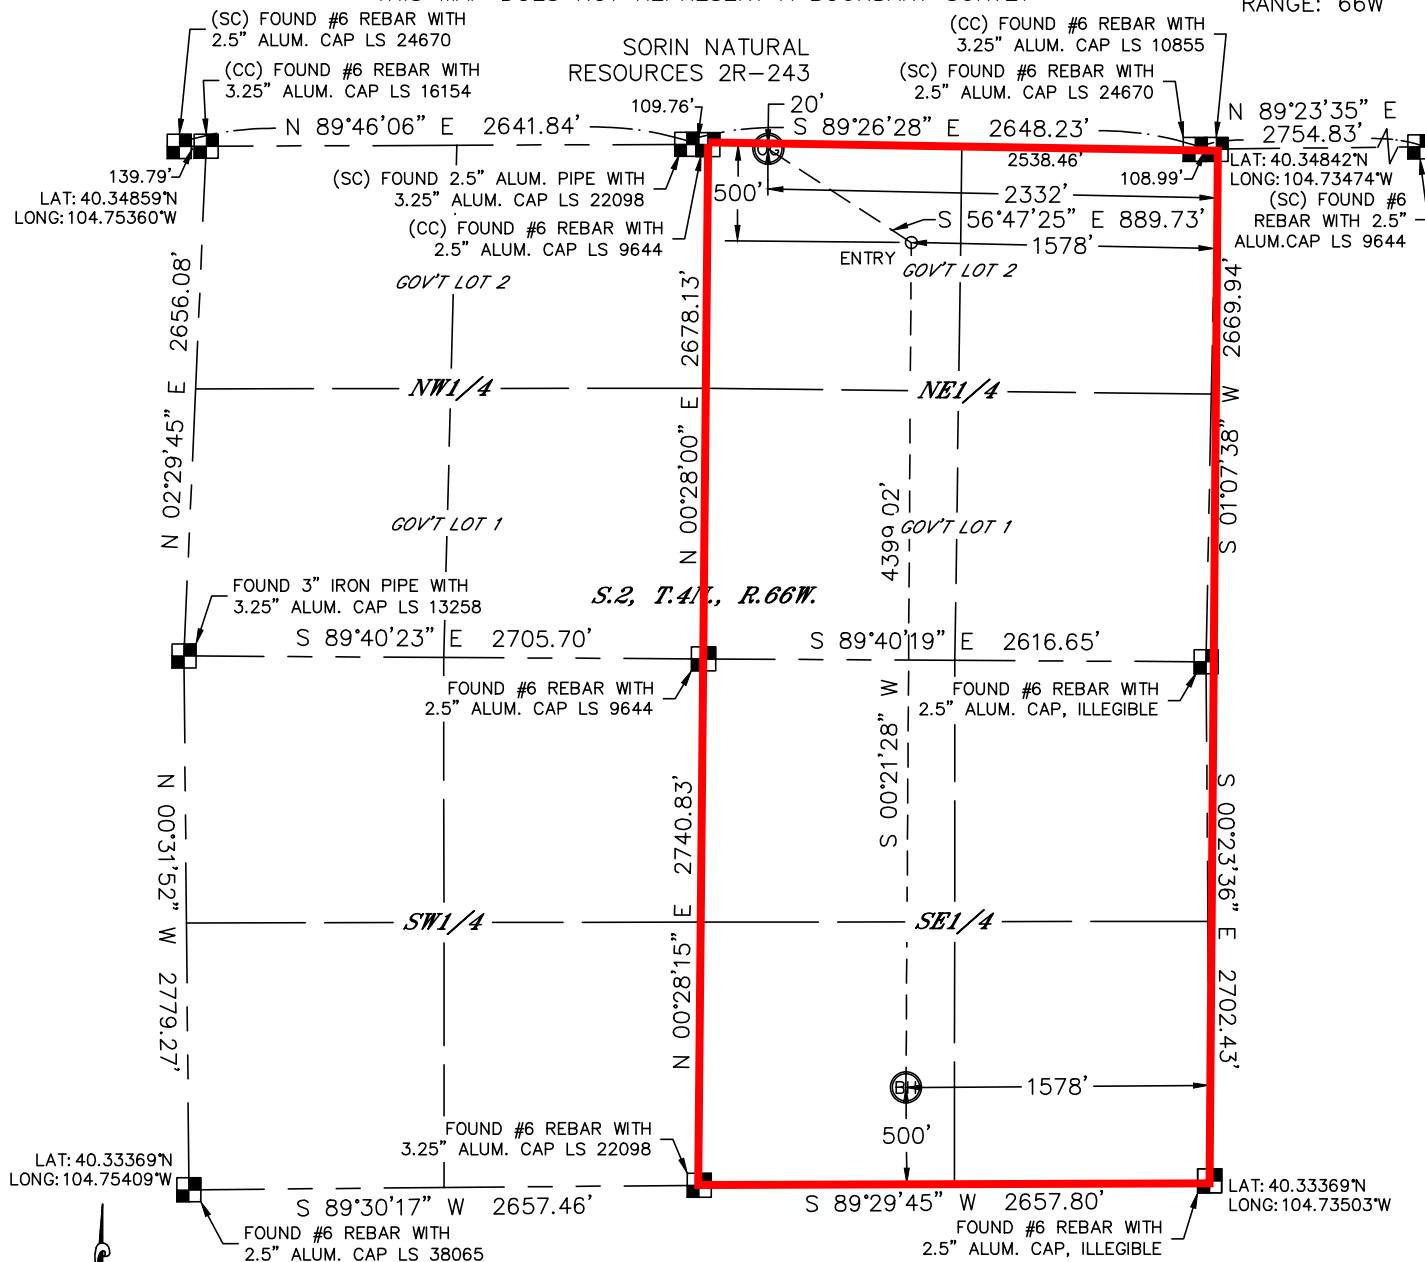 RANGE: 66W
(SC) FOUND #6 REBAR WITH
2.5" ALUM. CAP LS 24670
(CC) FOUND #6 REBAR WITH
3.25" ALUM. CAP LS 16154
SORIN NATURAL
RESOURCES 2R-243
(CC) FOUND #6 REBAR WITH
3.25" ALUM. CAP LS 10855
(SC) FOUND #6 REBAR WITH
2.5" ALUM. CAP LS 24670
109.76'
20'
N 89°46'06" E 2641.84'
S 89°26'28" E 2648.23'
N 89°23'35" E
2754.83'
2538.46'
139.79'
LAT: 40.34859°N
LONG: 104.75360°W
(SC) FOUND 2.5" ALUM. PIPE WITH
3.25" ALUM. CAP LS 22098
(CC) FOUND #6 REBAR WITH
2.5" ALUM. CAP LS 9644
500'
2332'
108.99'
LAT: 40.34842°N
LONG: 104.73474°W
(SC) FOUND #6
REBAR WITH 2.5"
ALUM.CAP LS 9644
S 56°47'25" E 889.73'
1578'
ENTRY
GOV'T LOT 2
GOV'T LOT 2
N 02°29'45" E 2656.08'
N 00°28'00" E 2678.13'
S 01°07'38" W 2669.94'
NW1/4
NE1/4
GOV'T LOT 1
GOV'T LOT 1
S 00°21'28" W 4399.02'
FOUND 3" IRON PIPE WITH
3.25" ALUM. CAP LS 13258
S.2, T.4N., R.66W.
S 89°40'23" E 2705.70'
S 89°40'19" E 2616.65'
FOUND #6 REBAR WITH
2.5" ALUM. CAP LS 9644
FOUND #6 REBAR WITH
2.5" ALUM. CAP, ILLEGIBLE
N 00°31'52" W 2779.27'
N 00°28'15" E 2740.83'
S 00°23'36" E 2702.43'
SW1/4
SE1/4
BH
1578'
500'
FOUND #6 REBAR WITH
3.25" ALUM. CAP LS 22098
LAT: 40.33369°N
LONG: 104.75409°W
S 89°30'17" W 2657.46'
S 89°29'45" W 2657.80'
LAT: 40.33369°N
LONG: 104.73503°W
FOUND #6 REBAR WITH
2.5" ALUM. CAP LS 38065
FOUND #6 REBAR WITH
2.5" ALUM. CAP, ILLEGIBLE